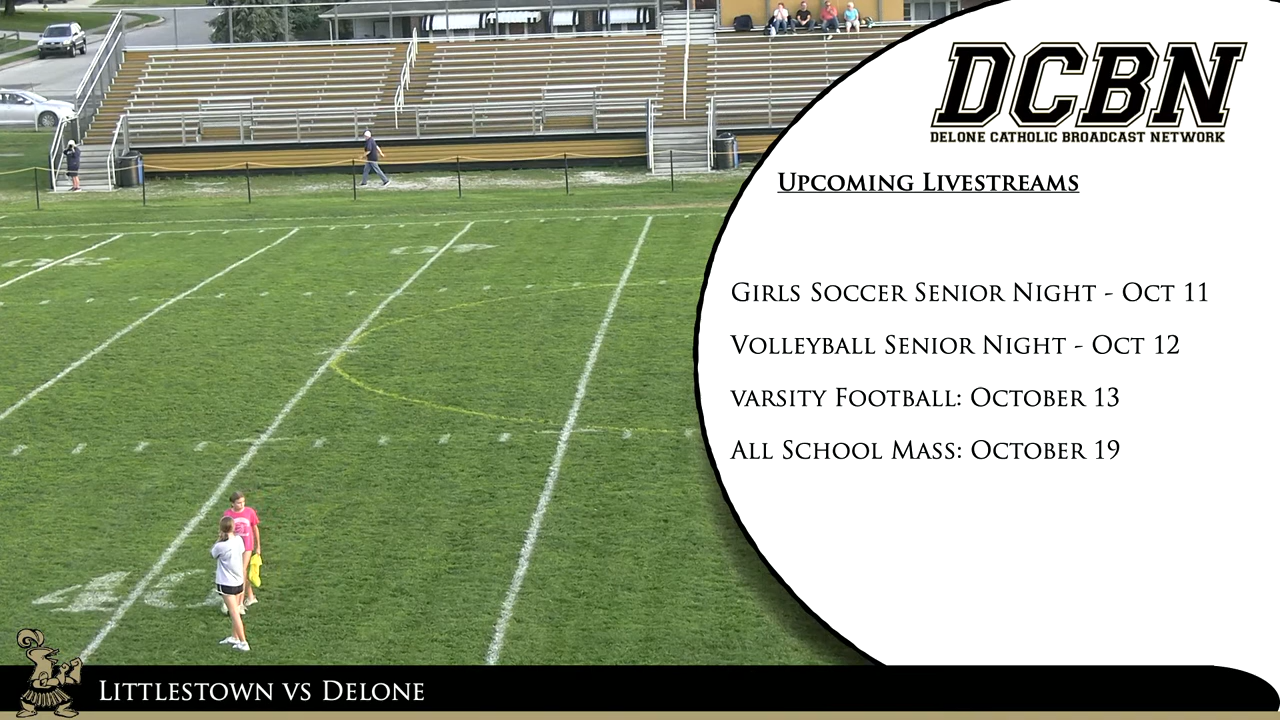 DCBN
DELONE CATHOLIC BROADCAST NETWORK
UPCOMING LIVESTREAMS
GIRLS SOCCER SENIOR NIGHT - OCT 11
VOLLEYBALL SENIOR NIGHT - OCT 12
VARSITY FOOTBALL: OCTOBER 13
ALL SCHOOL MASS: OCTOBER 19
LITTLESTOWN VS DELONE